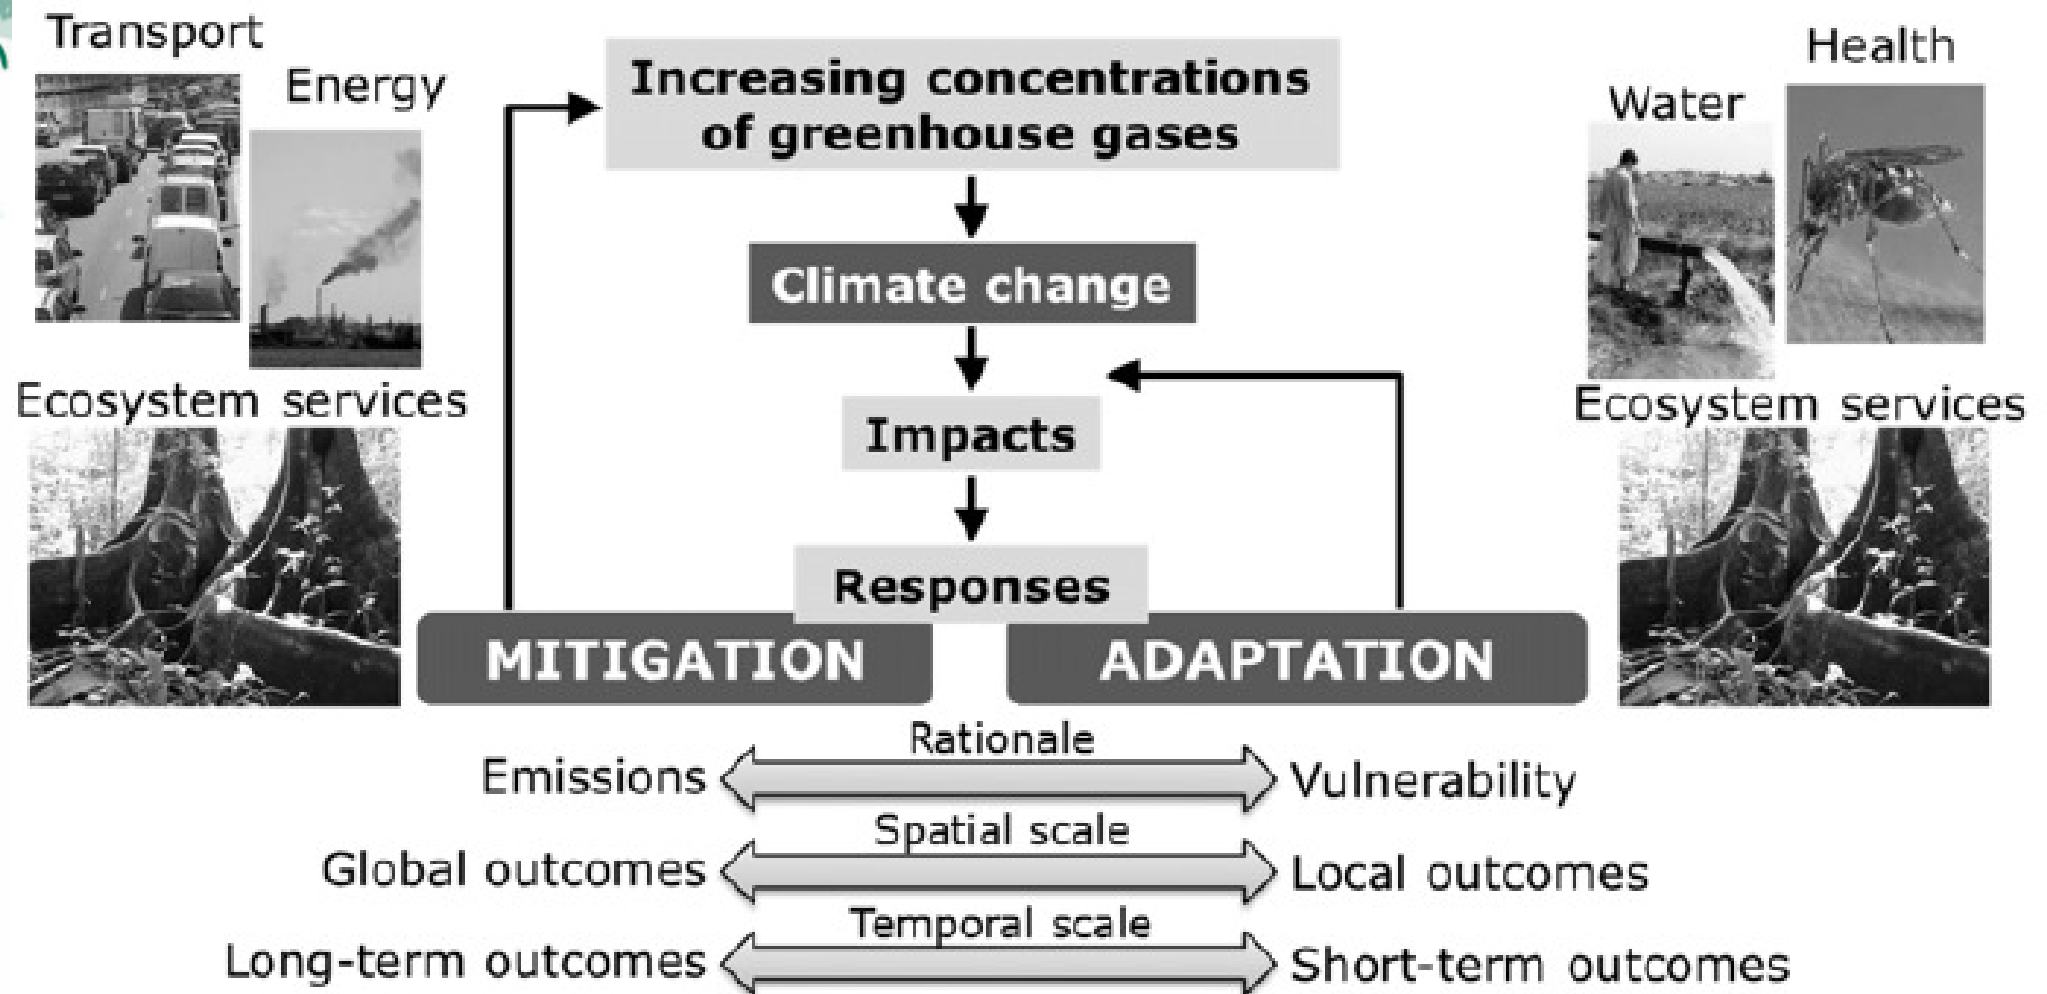 Transport
Energy
Ecosystem services
Increasing concentrations
of greenhouse gases
Climate change
Impacts
Responses
MITIGATION
ADAPTATION
Health
Water
Ecosystem services
Rationale
Emissions
Vulnerability
Spatial scale
Global outcomes
Local outcomes
Temporal scale
Long-term outcomes
Short-term outcomes